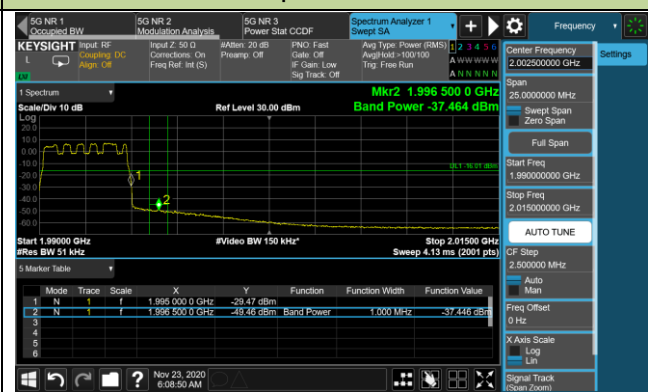 5G NR 1
Occupied BW
5G NR 2
Modulation Analysis
5G NR 3
Power Stat CCDF
Spectrum Analyzer 1
Swept SA
Frequency
KEYSIGHT
L
Input: RF
Coupling: DC
Align: Off
Input Z: 50 Ω
Corrections: On
Freq Ref: Int (S)
#Atten: 20 dB
Preamp: Off
PNO: Fast
Gate: Off
IF Gain: Low
Sig Track: Off
Avg Type: Power (RMS)
Avg|Hold: >100/100
Trig: Free Run
1 2 3 4 5 6
A W W W W W
A N N N N N
Settings
Center Frequency
2.002500000 GHz
Span
25.0000000 MHz
Swept Span
Zero Span
Full Span
Start Freq
1.990000000 GHz
Stop Freq
2.015000000 GHz
AUTO TUNE
CF Step
2.500000 MHz
Auto
Man
Freq Offset
0 Hz
X Axis Scale
Log
Lin
Signal Track
(Span Zoom)
1 Spectrum
Scale/Div 10 dB
Ref Level 30.00 dBm
Mkr2 1.996 500 0 GHz
Band Power -37.464 dBm
Log
20.0
10.0
0.00
-10.0
-20.0
-30.0
-40.0
-50.0
-60.0
DL1 -16.01 dBm
1
2
Start 1.99000 GHz
#Video BW 150 kHz*
Stop 2.01500 GHz
#Res BW 51 kHz
Sweep 4.13 ms (2001 pts)
5 Marker Table
Mode Trace Scale X Y Function Function Width Function Value
1 N 1 f 1.995 000 0 GHz -29.47 dBm
2 N 1 f 1.996 500 0 GHz -49.46 dBm Band Power 1.000 MHz -37.446 dBm
3
4
5
6
Nov 23, 2020
6:08:50 AM